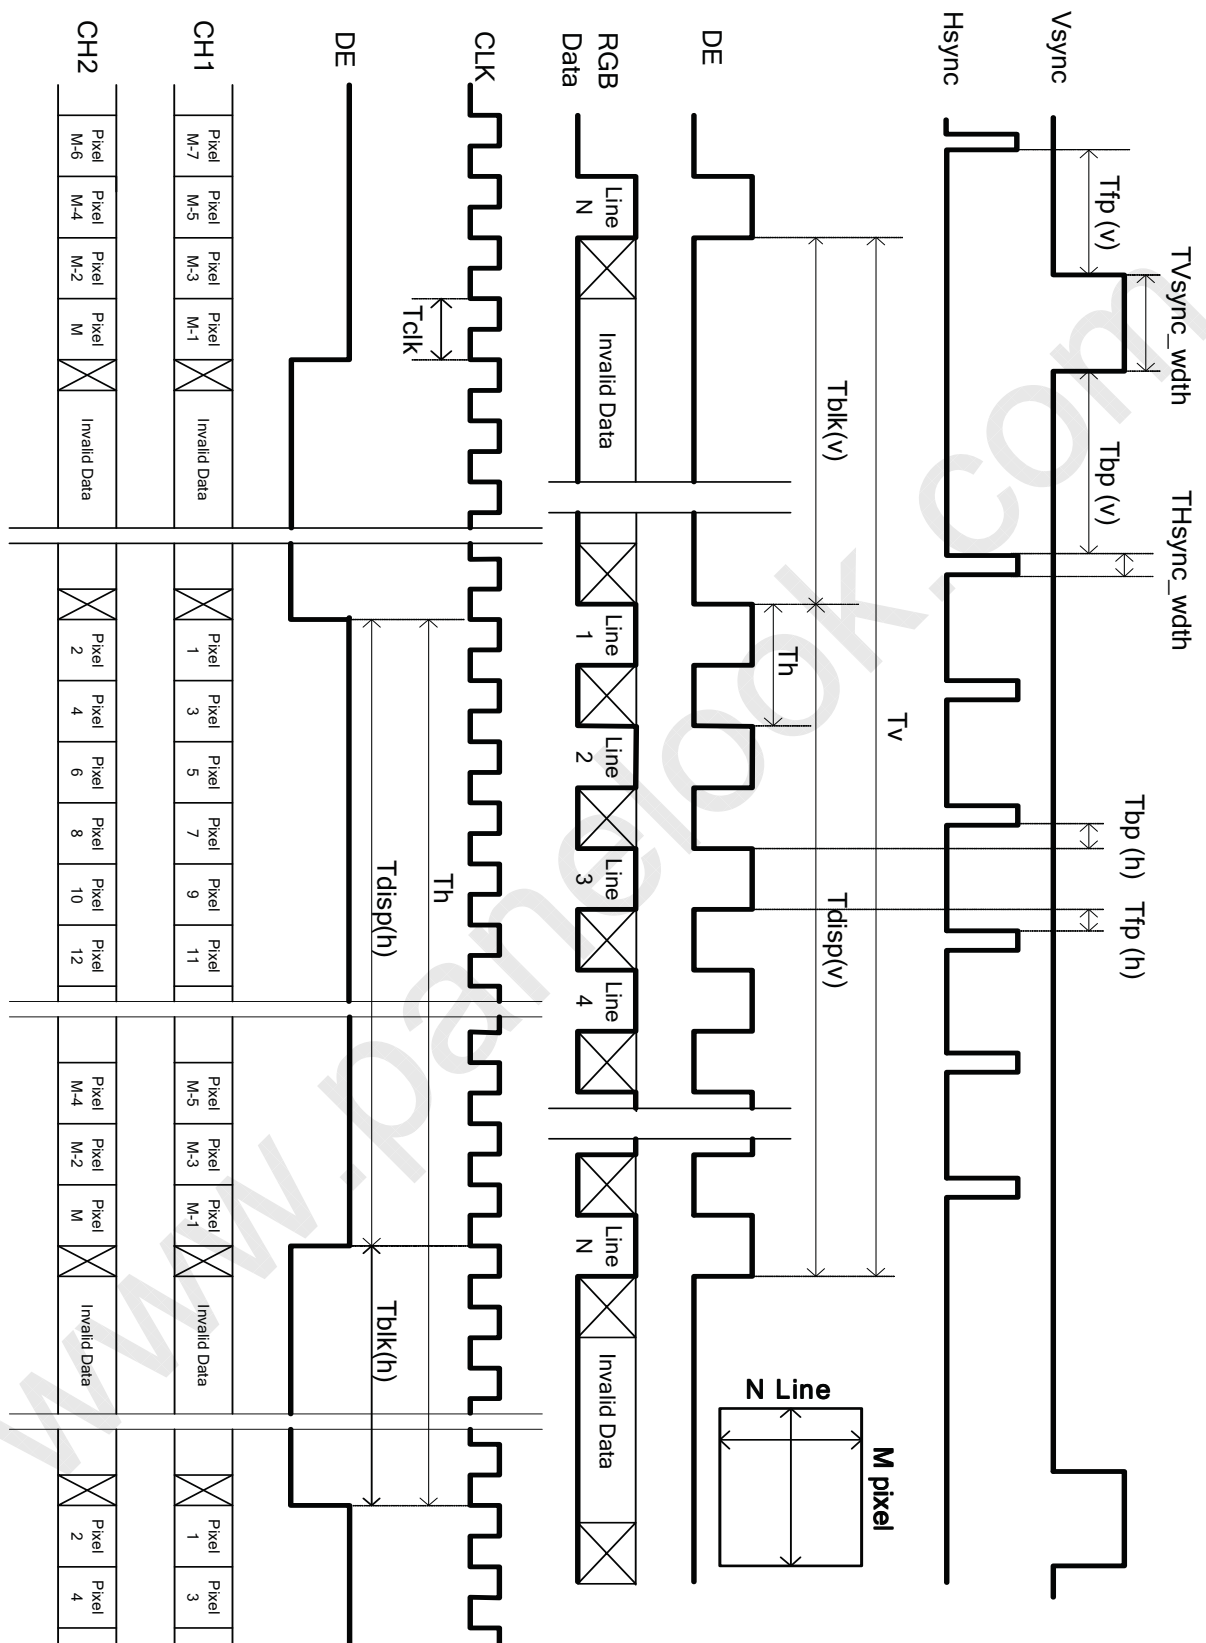 Vsync
TVsync_wdth
Tfp (v)
Tbp (v)
THsync_wdth
Hsync
Tbp (h)
Tfp (h)
DE
Tv
Tblk(v)
Tdisp(v)
Th
N Line
M pixel
RGB
Data
Line
N
Invalid Data
Line
1
Line
2
Line
3
Line
4
Line
N
Invalid Data
CLK
Tclk
Th
DE
Tdisp(h)
Tblk(h)
CH1
Pixel
M-7
Pixel
M-5
Pixel
M-3
Pixel
M-1
Invalid Data
Pixel
1
Pixel
3
Pixel
5
Pixel
7
Pixel
9
Pixel
11
Pixel
M-5
Pixel
M-3
Pixel
M-1
Invalid Data
Pixel
1
Pixel
3
CH2
Pixel
M-6
Pixel
M-4
Pixel
M-2
Pixel
M
Invalid Data
Pixel
2
Pixel
4
Pixel
6
Pixel
8
Pixel
10
Pixel
12
Pixel
M-4
Pixel
M-2
Pixel
M
Invalid Data
Pixel
2
Pixel
4
www.panelook.com